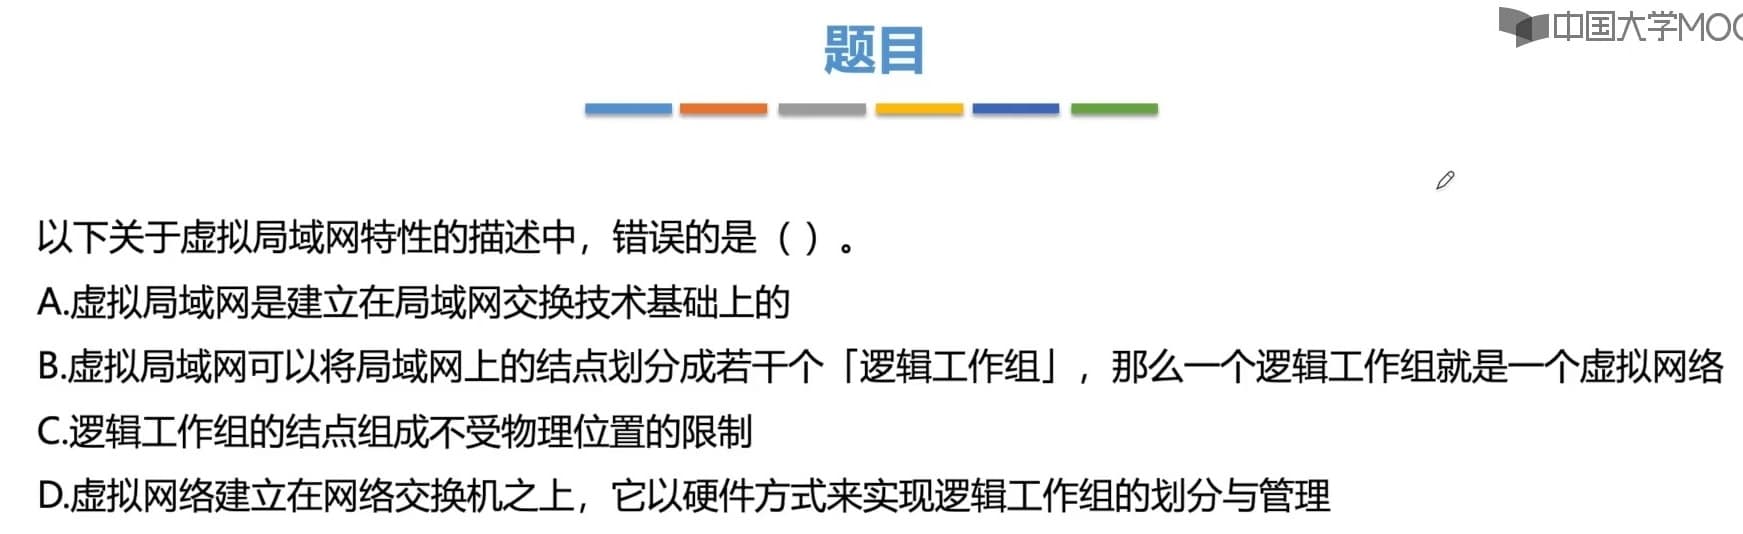 中国大学MOO
题目
以下关于虚拟局域网特性的描述中，错误的是（ ）。
A.虚拟局域网是建立在局域网交换技术基础上的
B.虚拟局域网可以将局域网上的结点划分成若干个「逻辑工作组」，那么一个逻辑工作组就是一个虚拟网络
C.逻辑工作组的结点组成不受物理位置的限制
D.虚拟网络建立在网络交换机之上，它以硬件方式来实现逻辑工作组的划分与管理